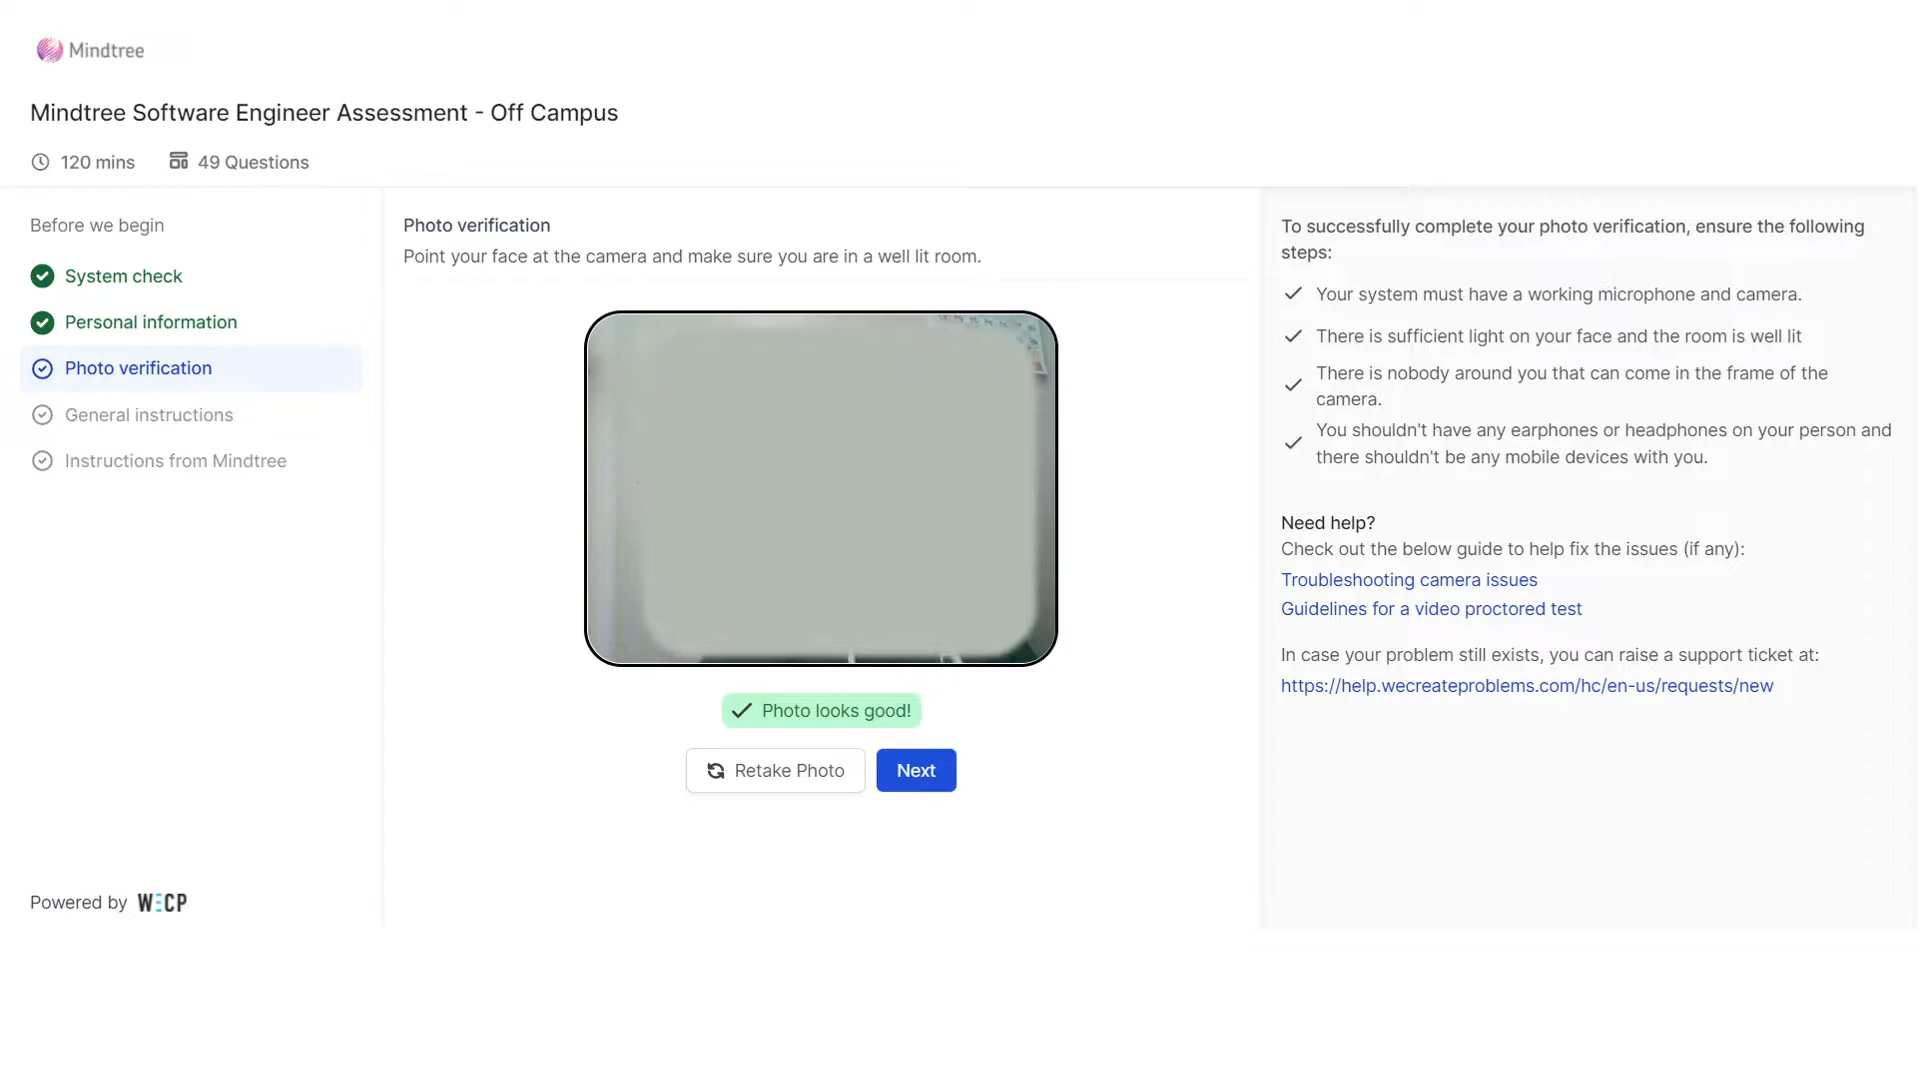 Mindtree
Mindtree Software Engineer Assessment - Off Campus
120 mins
49 Questions
Before we begin
System check
Personal information
Photo verification
General instructions
Instructions from Mindtree
Powered by WECP
Photo verification
Point your face at the camera and make sure you are in a well lit room.
Photo looks good!
Retake Photo
Next
To successfully complete your photo verification, ensure the following
steps:
Your system must have a working microphone and camera.
There is sufficient light on your face and the room is well lit
There is nobody around you that can come in the frame of the
camera.
You shouldn't have any earphones or headphones on your person and
there shouldn't be any mobile devices with you.
Need help?
Check out the below guide to help fix the issues (if any):
Troubleshooting camera issues
Guidelines for a video proctored test
In case your problem still exists, you can raise a support ticket at:
https://help.wecreateproblems.com/hc/en-us/requests/new